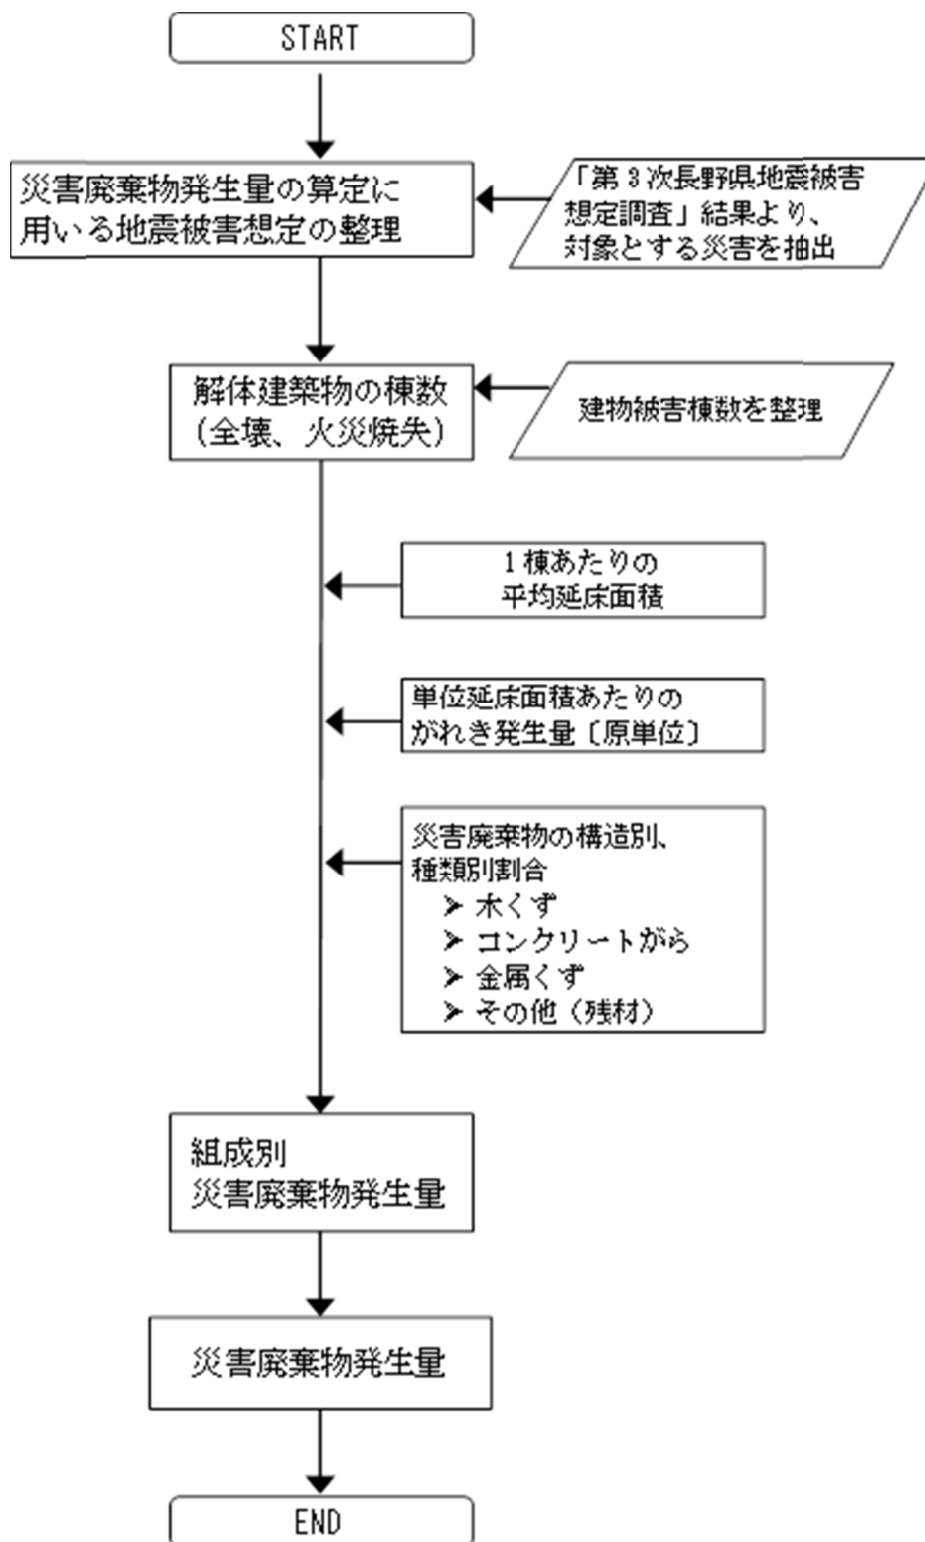 START
災害廃棄物発生量の算定に
用いる地震被害想定の整理
「第3次長野県地震被害
想定調査」結果より、
対象とする災害を抽出
解体建築物の棟数
(全壊、火災焼失)
建物被害棟数を整理
1棟あたりの
平均延床面積
単位延床面積あたりの
がれき発生量〔原単位〕
災害廃棄物の構造別、
種類別割合
➢ 木くず
➢ コンクリートがら
➢ 金属くず
➢ その他(残材)
組成別
災害廃棄物発生量
災害廃棄物発生量
END